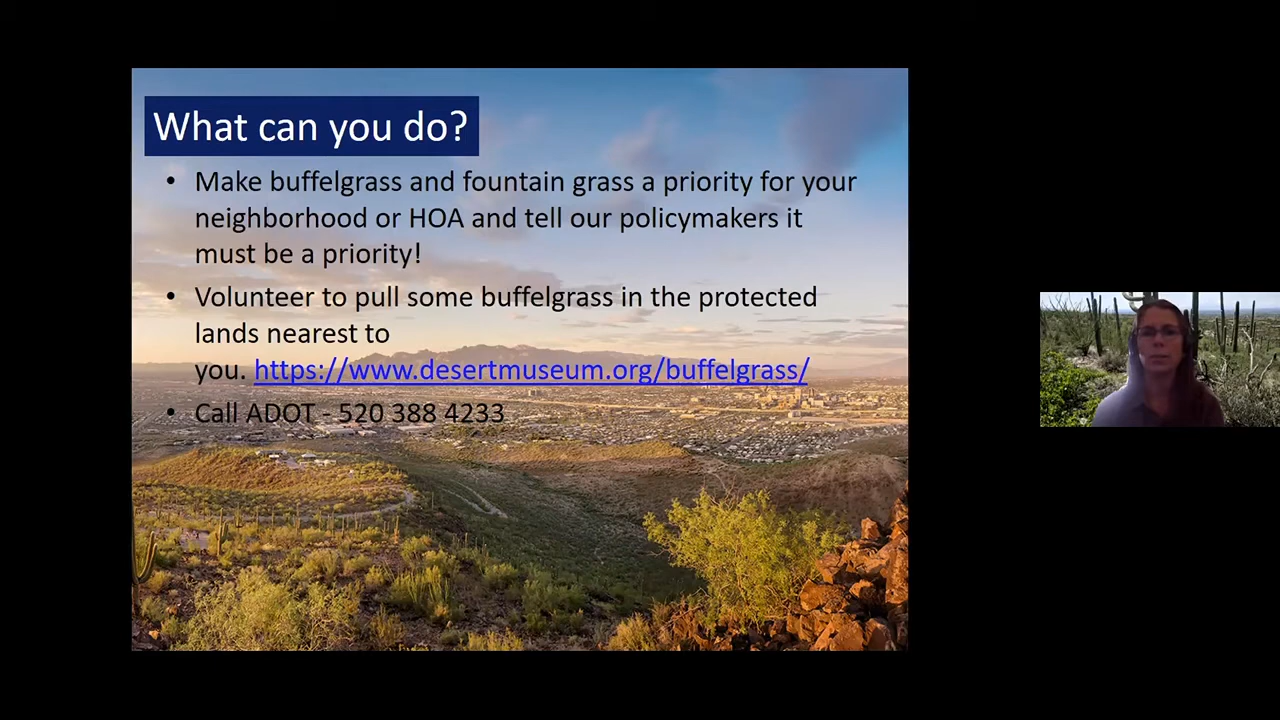 What can you do?
• Make buffelgrass and fountain grass a priority for your
neighborhood or HOA and tell our policymakers it
must be a priority!
• Volunteer to pull some buffelgrass in the protected
lands nearest to
you. https://www.desertmuseum.org/buffelgrass/
• Call ADOT - 520 388 4233